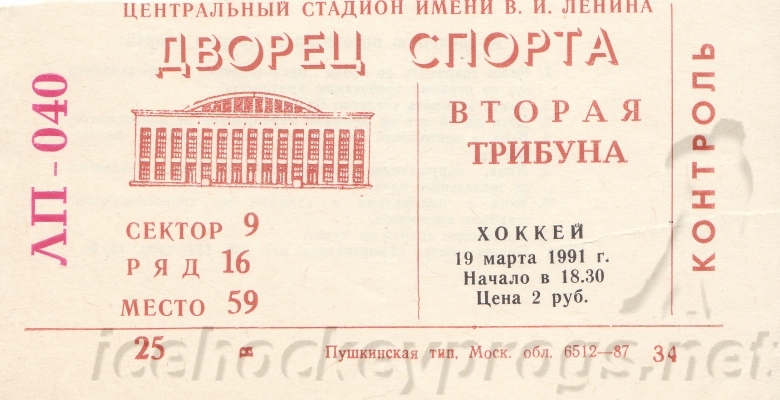 ЦЕНТРАЛЬНЫЙ СТАДИОН ИМЕНИ В. И. ЛЕНИНА
ДВОРЕЦ СПОРТА
ЛП-040
ВТОРАЯ
ТРИБУНА
КОНТРОЛЬ
СЕКТОР 9
РЯД 16
МЕСТО 59
ХОККЕЙ
19 марта 1991 г.
Начало в 18.30
Цена 2 руб.
25 я Пушкинская тип. Моск. обл. 6512—87 34
icehockeyprogs.net